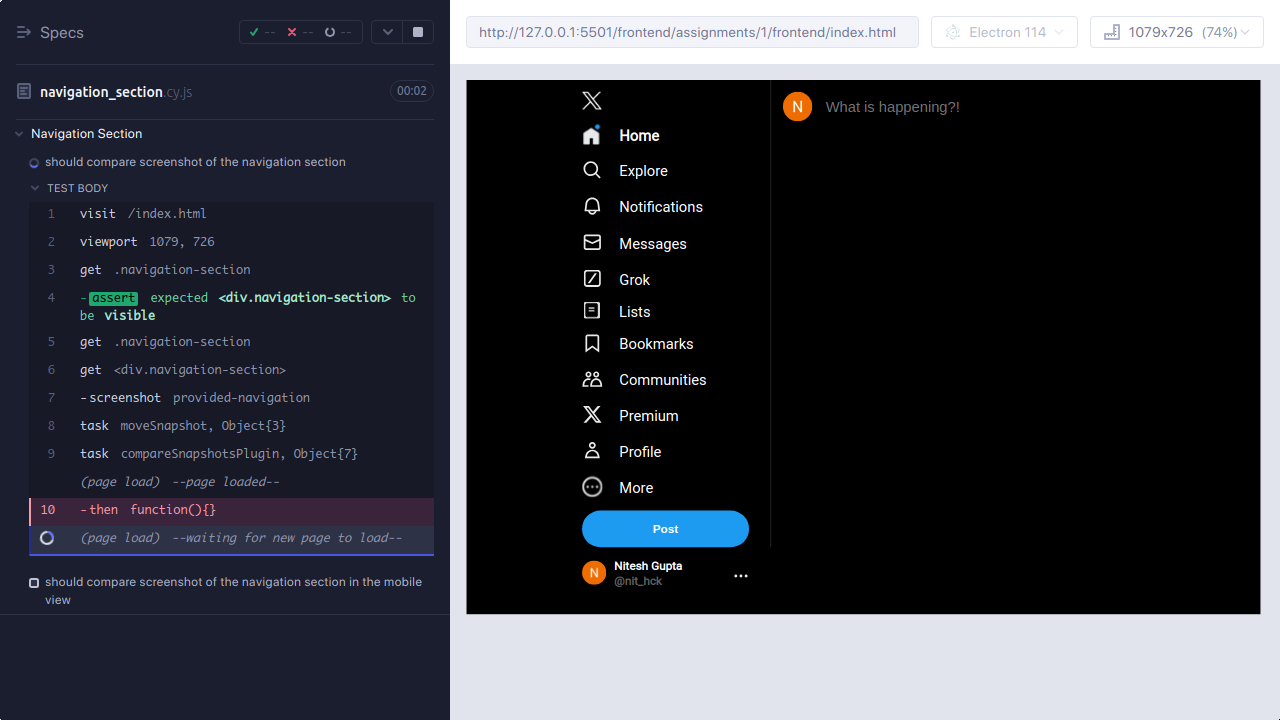 Specs
-- -- --
http://127.0.0.1:5501/frontend/assignments/1/frontend/index.html
Electron 114
1079x726 (74%)
navigation_section.cy.js
00:02
Navigation Section
should compare screenshot of the navigation section
TEST BODY
1 visit /index.html
2 viewport 1079, 726
3 get .navigation-section
4 -assert expected <div.navigation-section> to
be visible
5 get .navigation-section
6 get <div.navigation-section>
7 -screenshot provided-navigation
8 task moveSnapshot, Object{3}
9 task compareSnapshotsPlugin, Object{7}
(page load) --page loaded--
10 -then function(){}
(page load) --waiting for new page to load--
should compare screenshot of the navigation section in the mobile
view
Home
Explore
Notifications
Messages
Grok
Lists
Bookmarks
Communities
Premium
Profile
More
Post
N
Nitesh Gupta
@nit_hck
N
What is happening?!